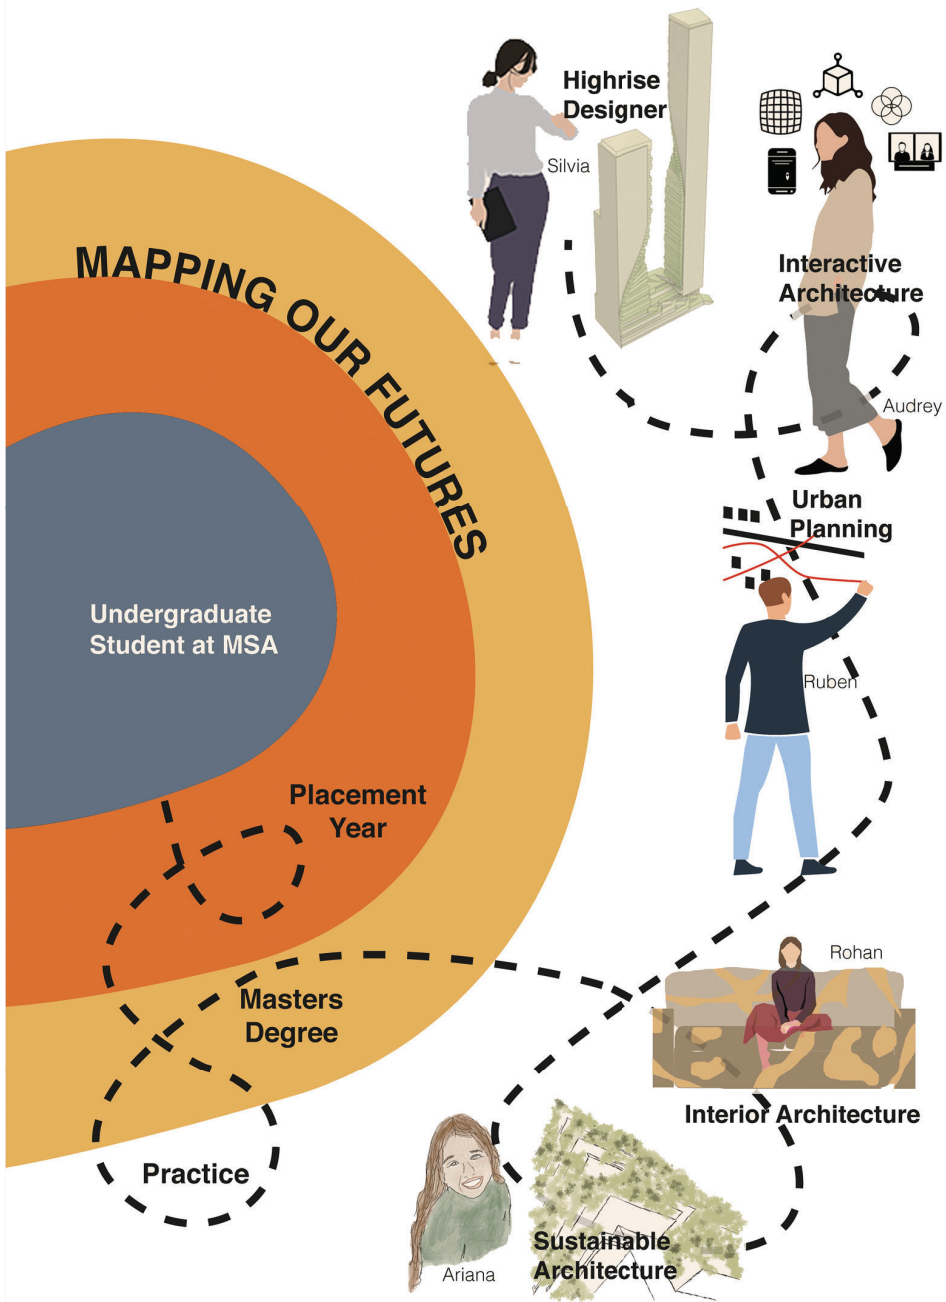 Highrise
Designer
Silvia
MAPPING OUR FUTURES
Interactive
Architecture
Audrey
Urban
Planning
Undergraduate
Student at MSA
Ruben
Placement
Year
Rohan
Masters
Degree
Interior Architecture
Practice
Sustainable
Architecture
Ariana